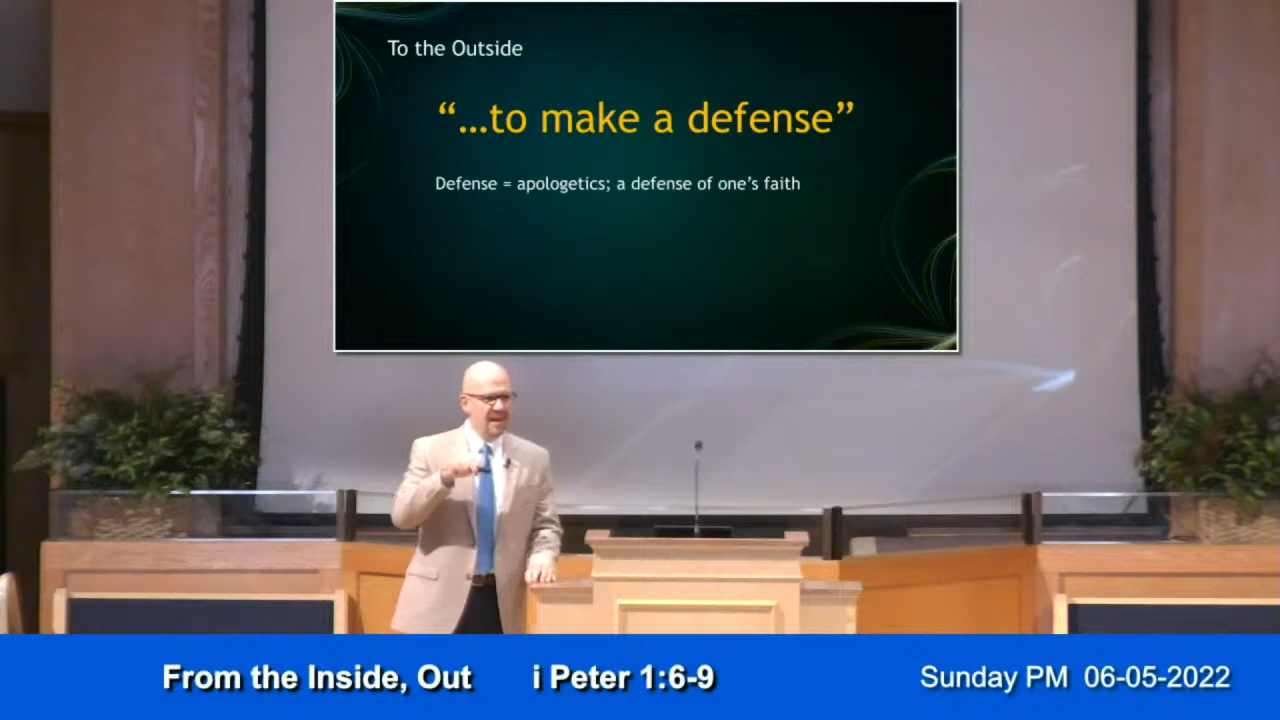 To the Outside
“…to make a defense”
Defense = apologetics; a defense of one’s faith
From the Inside, Out i Peter 1:6-9 Sunday PM 06-05-2022